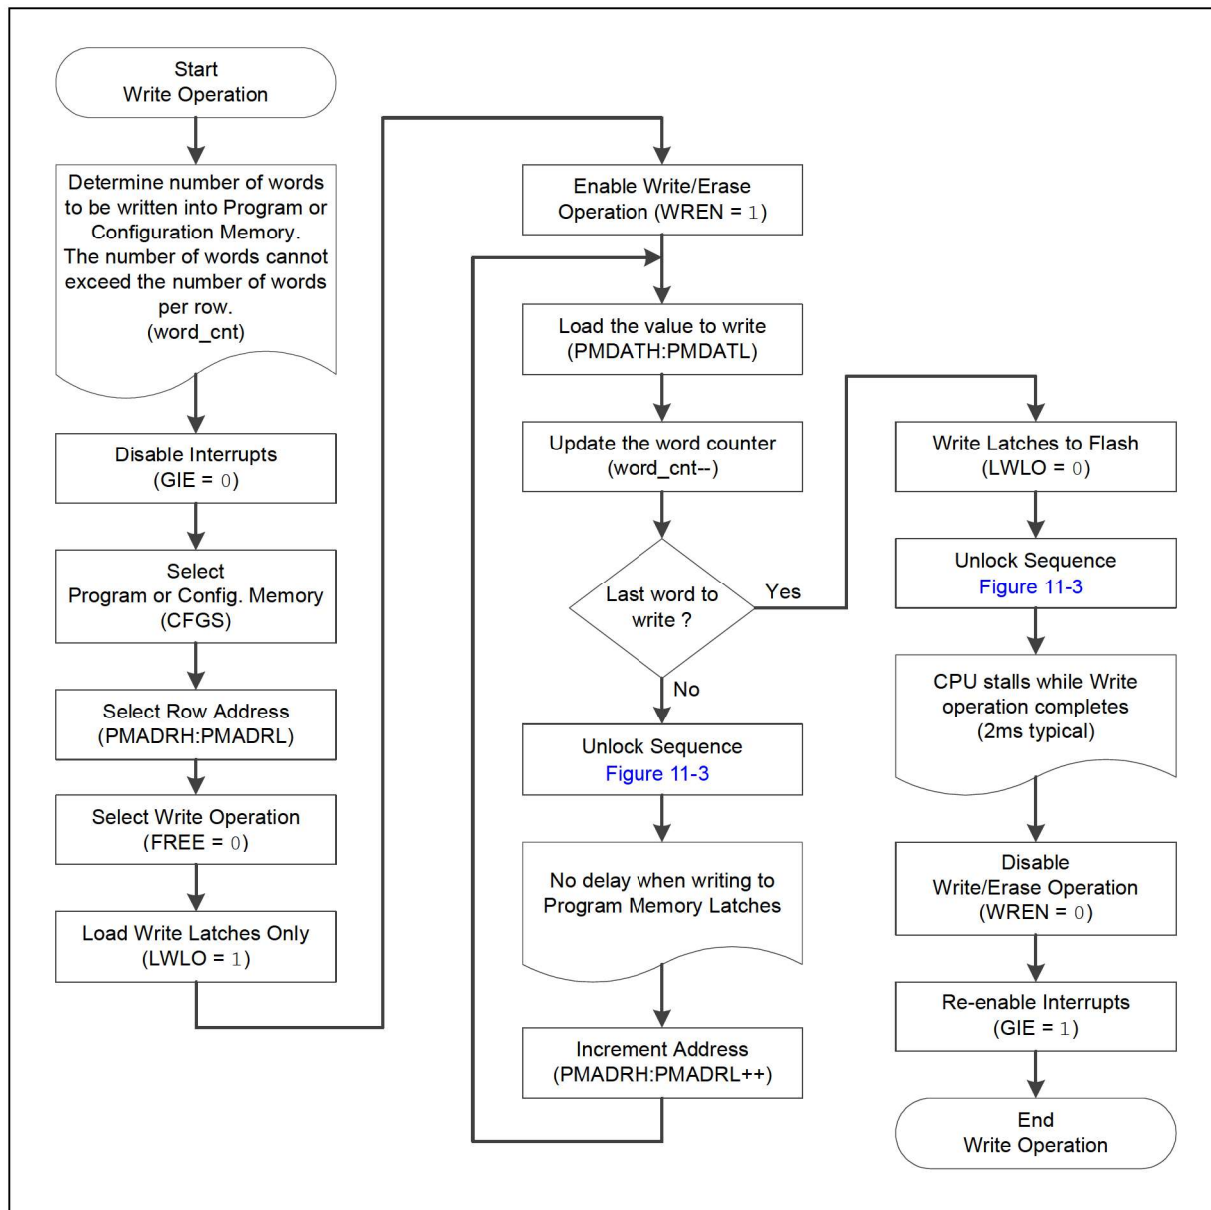 Start
Write Operation
Determine number of words
to be written into Program or
Configuration Memory.
The number of words cannot
exceed the number of words
per row.
(word_cnt)
Disable Interrupts
(GIE = 0)
Select
Program or Config. Memory
(CFGS)
Select Row Address
(PMADRH:PMADRL)
Select Write Operation
(FREE = 0)
Load Write Latches Only
(LWLO = 1)
Enable Write/Erase
Operation (WREN = 1)
Load the value to write
(PMDATH:PMDATL)
Update the word counter
(word_cnt--)
Last word to
write ?
Yes
No
Unlock Sequence
Figure 11-3
No delay when writing to
Program Memory Latches
Increment Address
(PMADRH:PMADRL++)
Write Latches to Flash
(LWLO = 0)
Unlock Sequence
Figure 11-3
CPU stalls while Write
operation completes
(2ms typical)
Disable
Write/Erase Operation
(WREN = 0)
Re-enable Interrupts
(GIE = 1)
End
Write Operation